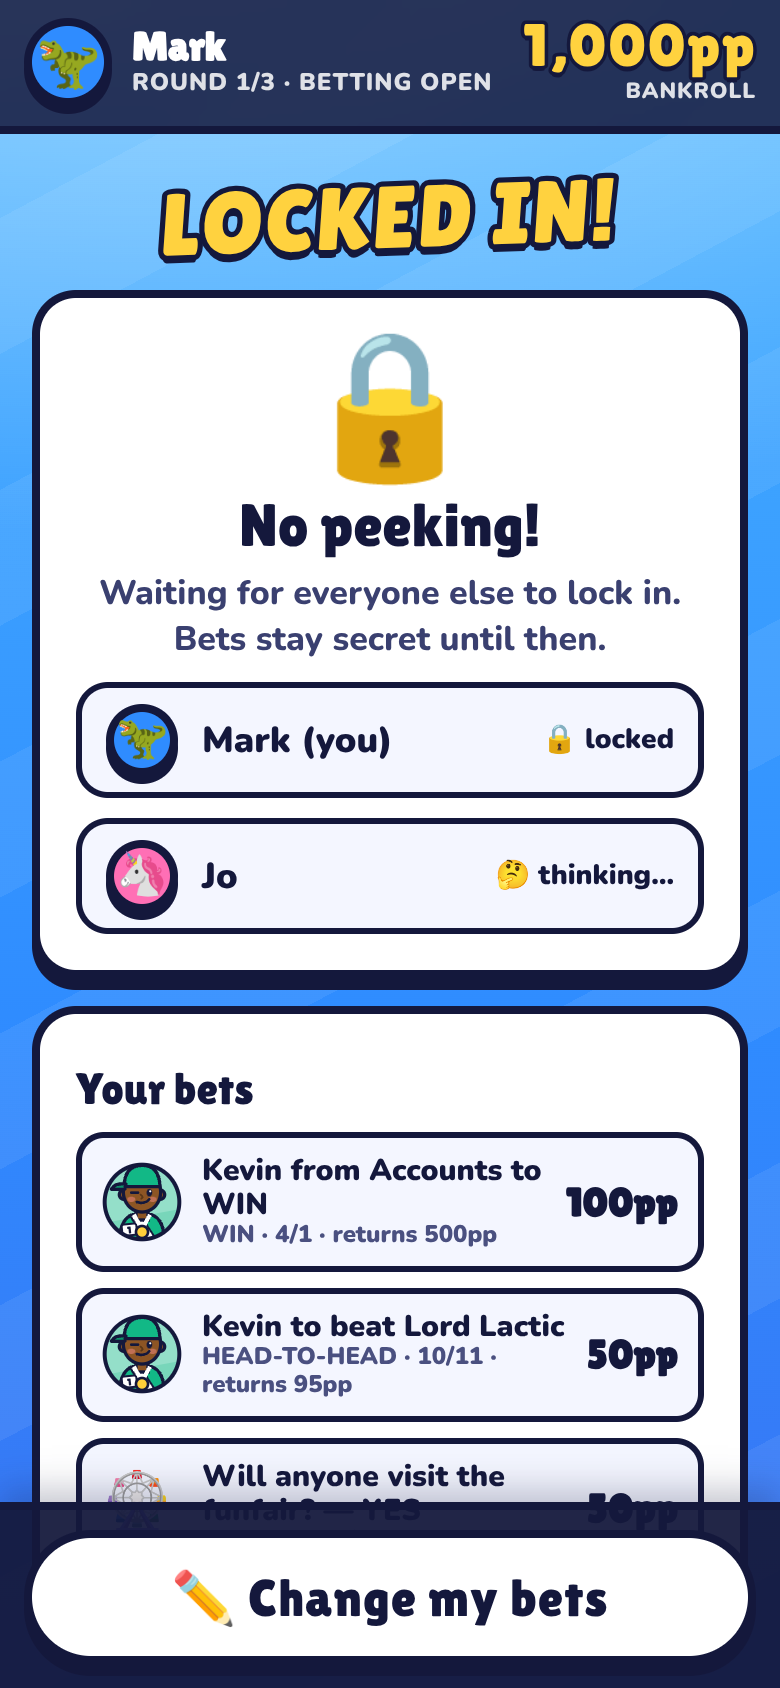 Mark
ROUND 1/3 · BETTING OPEN
1,000pp
BANKROLL
LOCKED IN!
No peeking!
Waiting for everyone else to lock in.
Bets stay secret until then.
Mark (you)
🔒 locked
Jo
🤔 thinking...
Your bets
Kevin from Accounts to
WIN
WIN · 4/1 · returns 500pp
100pp
Kevin to beat Lord Lactic
HEAD-TO-HEAD · 10/11 ·
returns 95pp
50pp
Will anyone visit the
funfair? — YES
50pp
✏️ Change my bets